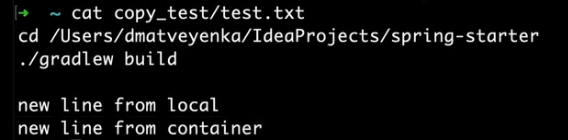 ➜ ~ cat copy_test/test.txt
cd /Users/dmatveyenka/IdeaProjects/spring-starter
./gradlew build

new line from local
new line from container